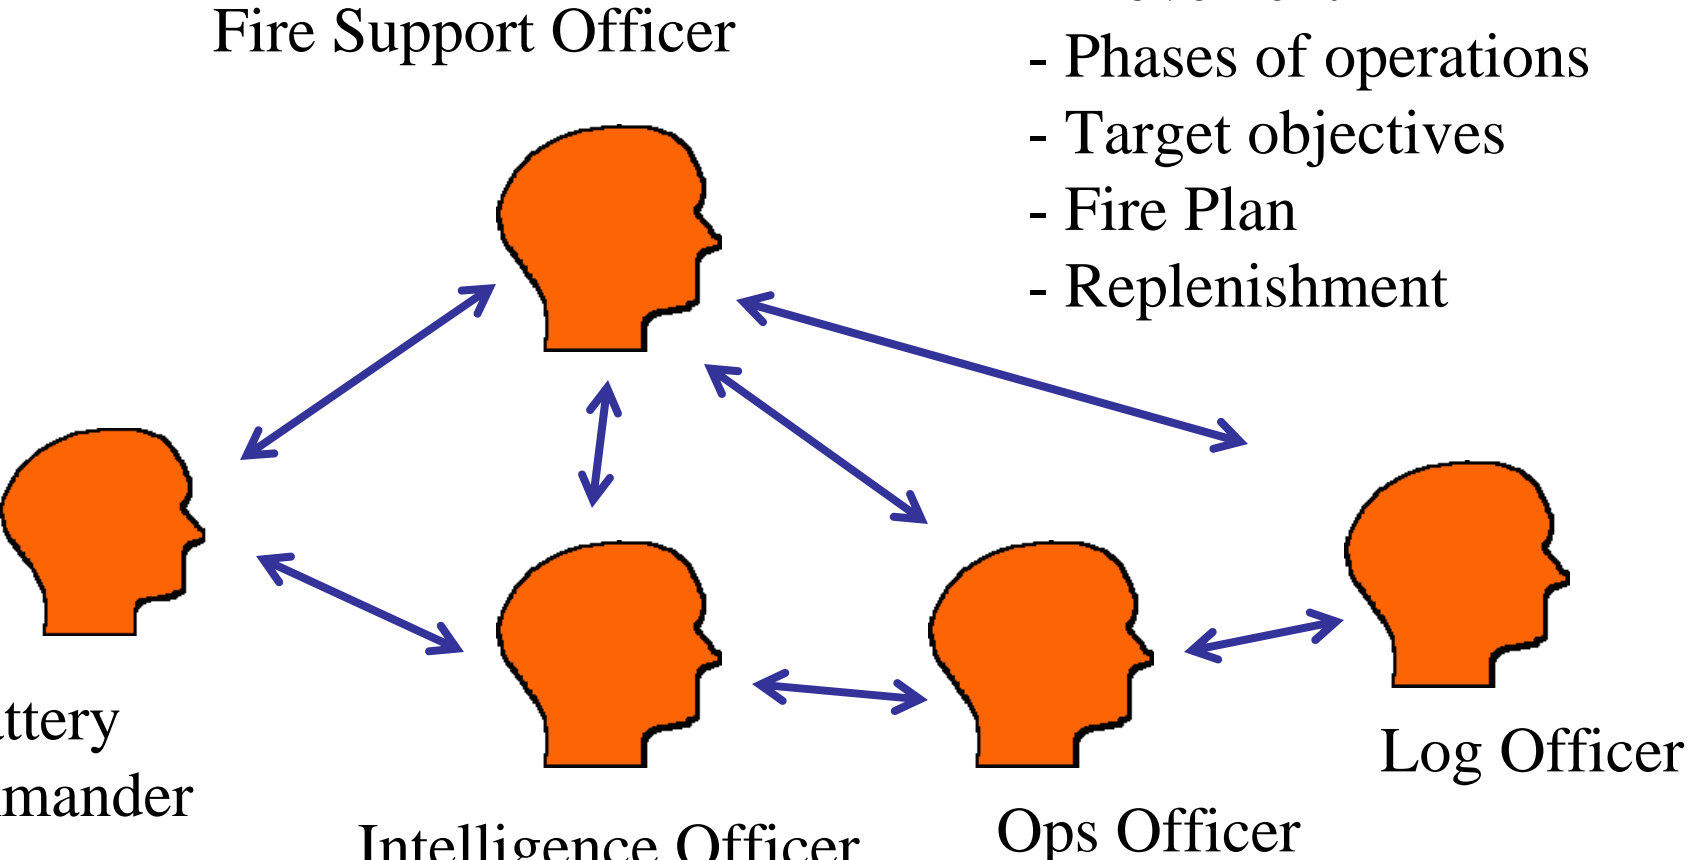 Fire Support Officer
- Phases of operations
- Target objectives
- Fire Plan
- Replenishment
Log Officer
Ops Officer
Intelligence Officer